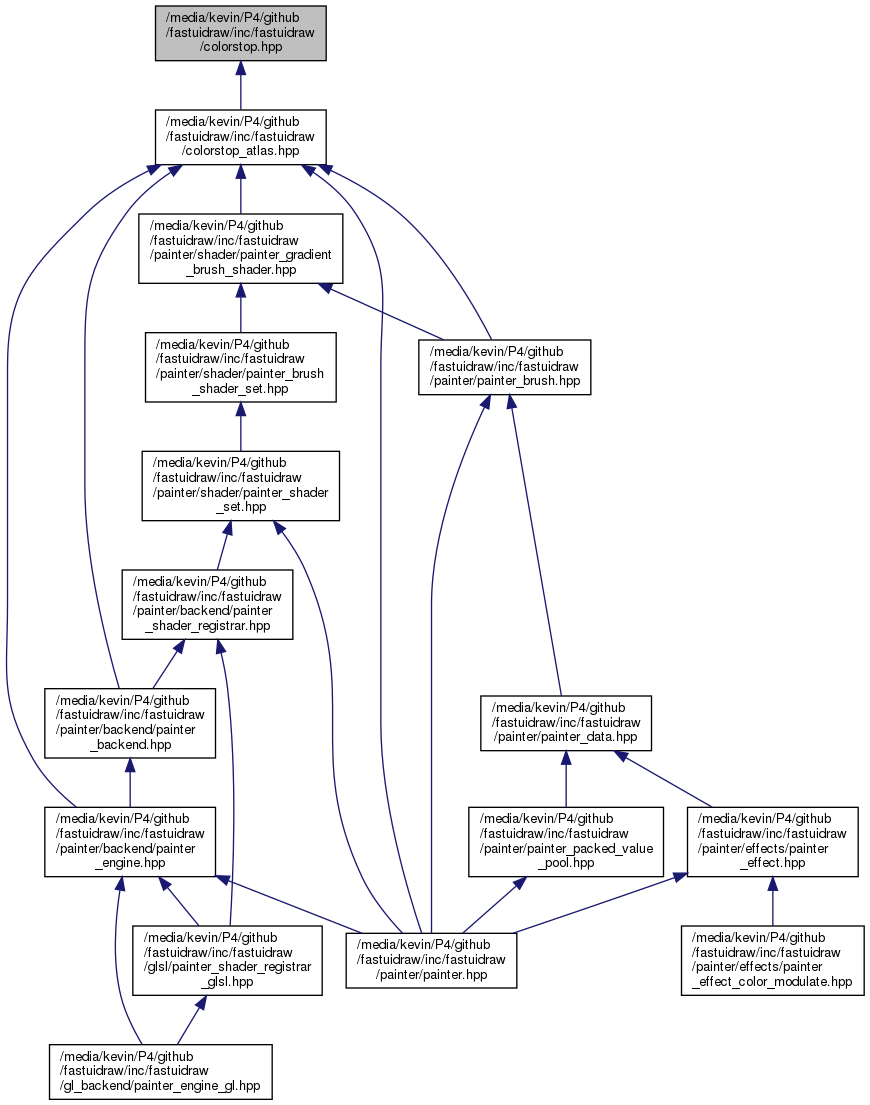 /media/kevin/P4/github
/fastuidraw/inc/fastuidraw
/colorstop.hpp
/media/kevin/P4/github
/fastuidraw/inc/fastuidraw
/colorstop_atlas.hpp
/media/kevin/P4/github
/fastuidraw/inc/fastuidraw
/painter/shader/painter_gradient
_brush_shader.hpp
/media/kevin/P4/github
/fastuidraw/inc/fastuidraw
/painter/shader/painter_brush
_shader_set.hpp
/media/kevin/P4/github
/fastuidraw/inc/fastuidraw
/painter/painter_brush.hpp
/media/kevin/P4/github
/fastuidraw/inc/fastuidraw
/painter/shader/painter_shader
_set.hpp
/media/kevin/P4/github
/fastuidraw/inc/fastuidraw
/painter/backend/painter
_shader_registrar.hpp
/media/kevin/P4/github
/fastuidraw/inc/fastuidraw
/painter/backend/painter
_backend.hpp
/media/kevin/P4/github
/fastuidraw/inc/fastuidraw
/painter/painter_data.hpp
/media/kevin/P4/github
/fastuidraw/inc/fastuidraw
/painter/backend/painter
_engine.hpp
/media/kevin/P4/github
/fastuidraw/inc/fastuidraw
/painter/painter_packed_value
_pool.hpp
/media/kevin/P4/github
/fastuidraw/inc/fastuidraw
/painter/effects/painter
_effect.hpp
/media/kevin/P4/github
/fastuidraw/inc/fastuidraw
/glsl/painter_shader_registrar
_glsl.hpp
/media/kevin/P4/github
/fastuidraw/inc/fastuidraw
/painter/painter.hpp
/media/kevin/P4/github
/fastuidraw/inc/fastuidraw
/painter/effects/painter
_effect_color_modulate.hpp
/media/kevin/P4/github
/fastuidraw/inc/fastuidraw
/gl_backend/painter_engine_gl.hpp